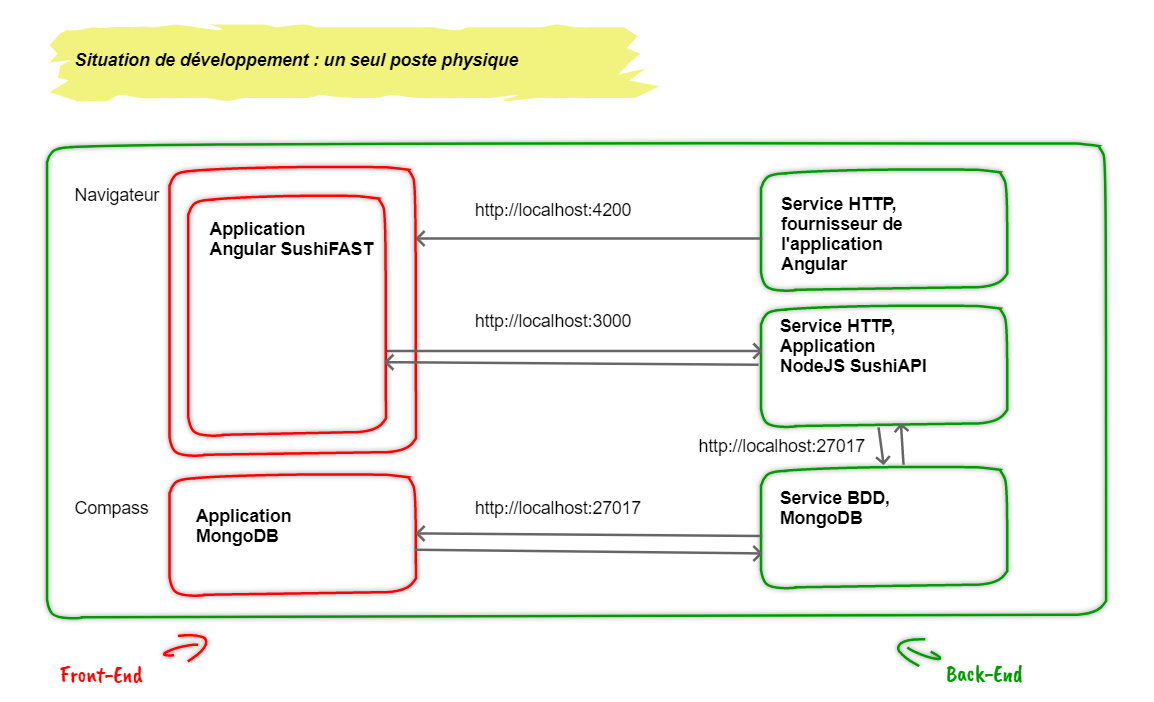 Situation de développement : un seul poste physique
Navigateur
Application
Angular SushiFAST
http://localhost:4200
Service HTTP,
fournisseur de
l'application
Angular
http://localhost:3000
Service HTTP,
Application
NodeJS SushiAPI
http://localhost:27017
Compass
Application
MongoDB
http://localhost:27017
Service BDD,
MongoDB
Front-End
Back-End